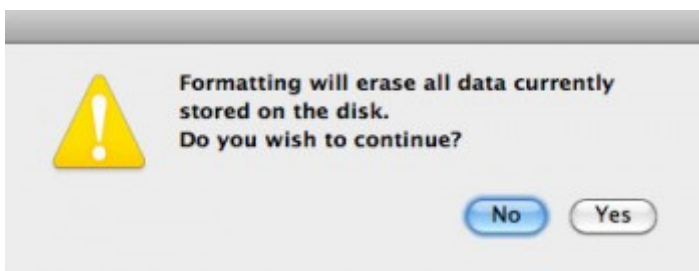 Formatting will erase all data currently
stored on the disk.
Do you wish to continue?
No Yes